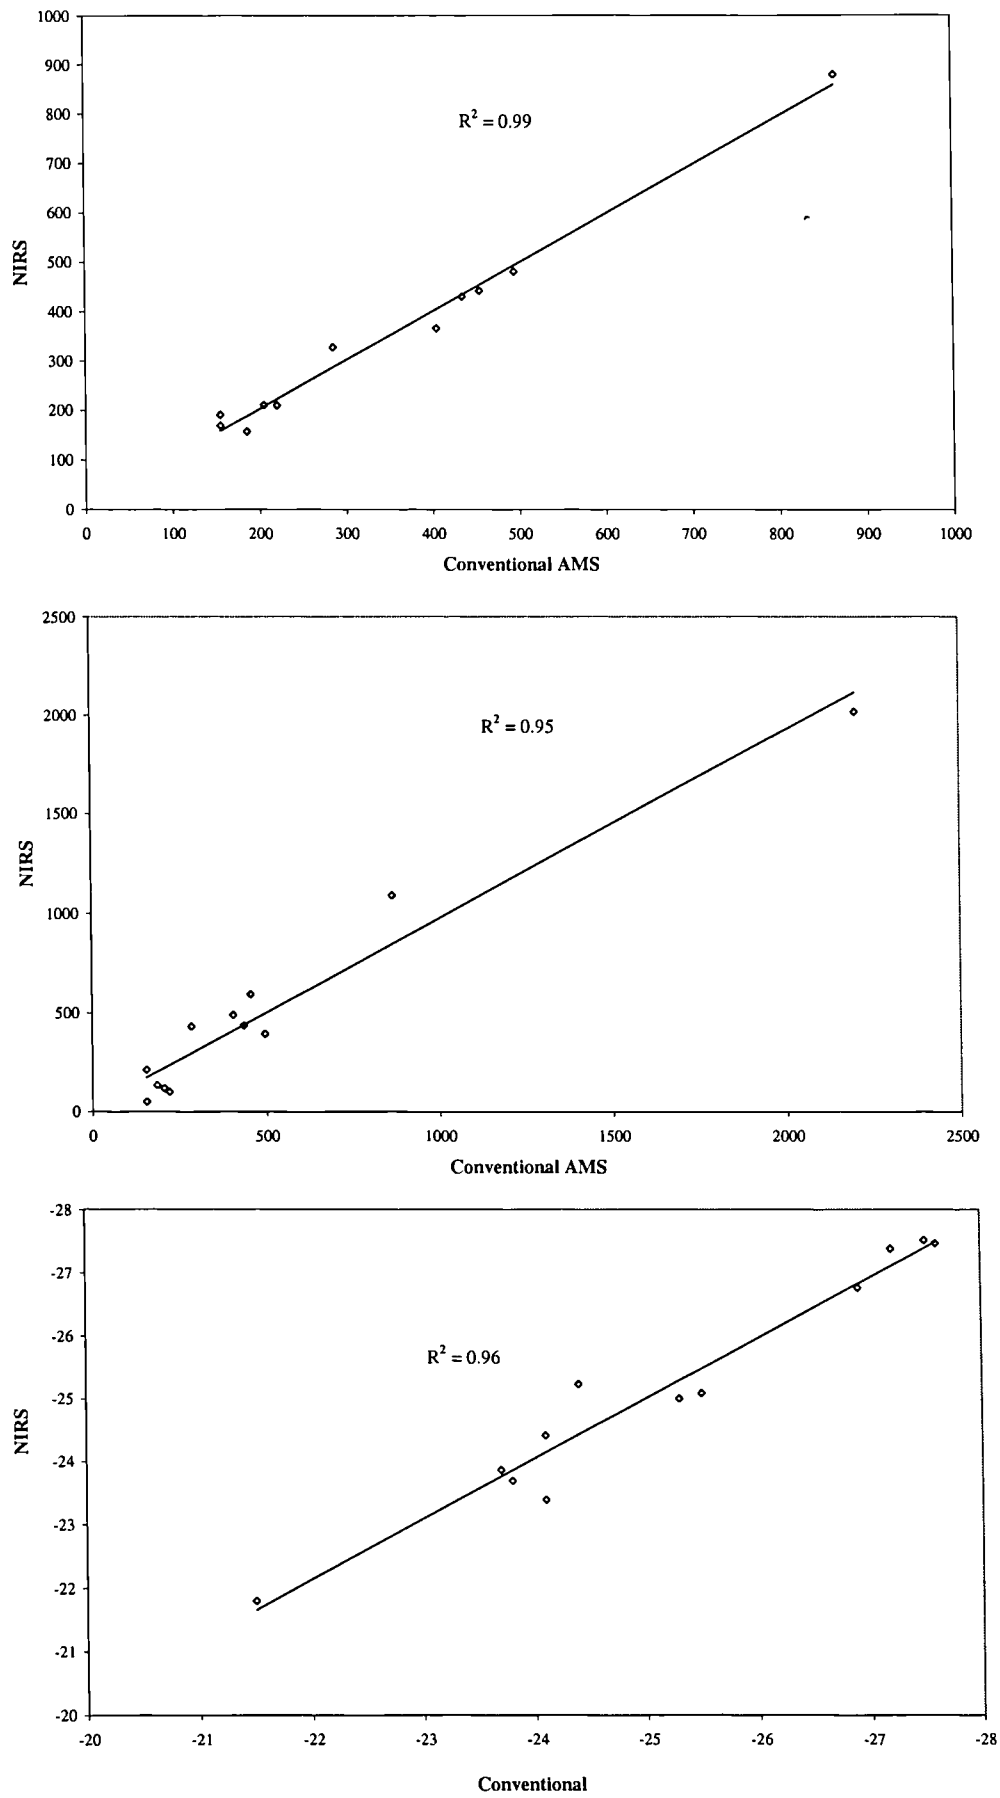 1000
900
800
700
600
500
400
300
200
100
0
R² = 0.99
NIRS
0 100 200 300 400 500 600 700 800 900 1000
Conventional AMS
2500
2000
1500
1000
500
0
R² = 0.95
NIRS
0 500 1000 1500 2000 2500
Conventional AMS
-28
-27
-26
-25
-24
-23
-22
-21
-20
R² = 0.96
NIRS
-20 -21 -22 -23 -24 -25 -26 -27 -28
Conventional